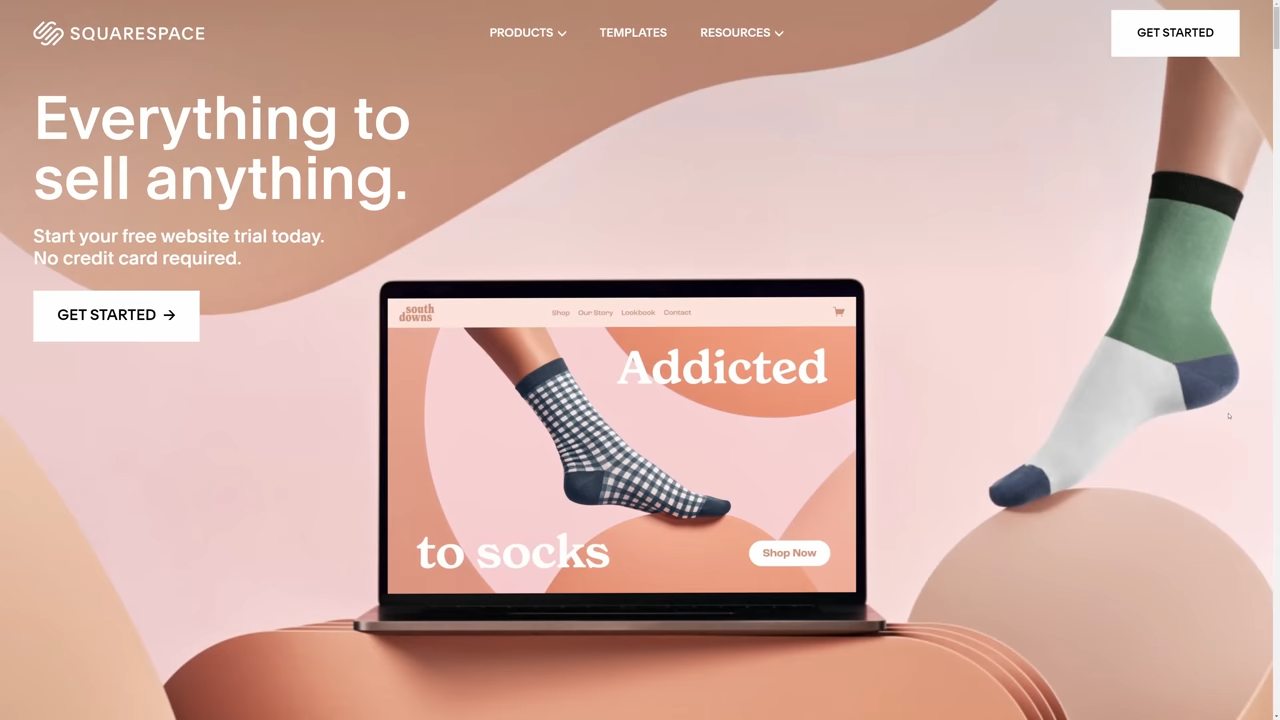 SQUARESPACE
PRODUCTS
TEMPLATES
RESOURCES
GET STARTED
Everything to
sell anything.
Start your free website trial today.
No credit card required.
GET STARTED →
south
downs
Shop
Our Story
Lookbook
Contact
Addicted
to socks
Shop Now